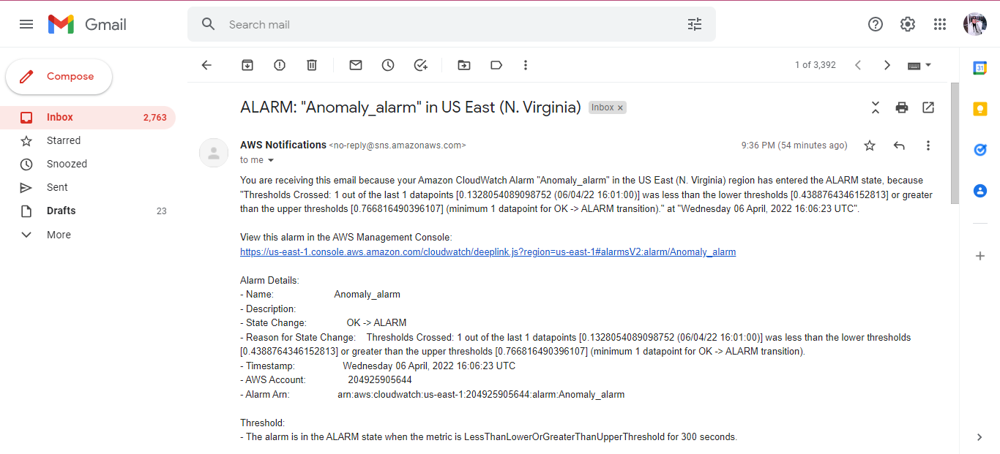 Gmail
Search mail
Compose
Inbox 2,763
Starred
Snoozed
Sent
Drafts 23
More
1 of 3,392
31
ALARM: "Anomaly_alarm" in US East (N. Virginia) Inbox ×
AWS Notifications <no-reply@sns.amazonaws.com> 9:36 PM (54 minutes ago)
to me
You are receiving this email because your Amazon CloudWatch Alarm "Anomaly_alarm" in the US East (N. Virginia) region has entered the ALARM state, because
"Thresholds Crossed: 1 out of the last 1 datapoints [0.1328054089098752 (06/04/22 16:01:00)] was less than the lower thresholds [0.4388764346152813] or greater
than the upper thresholds [0.766816490396107] (minimum 1 datapoint for OK -> ALARM transition)." at "Wednesday 06 April, 2022 16:06:23 UTC".
View this alarm in the AWS Management Console:
https://us-east-1.console.aws.amazon.com/cloudwatch/deeplink.js?region=us-east-1#alarmsV2:alarm/Anomaly_alarm
Alarm Details:
- Name: Anomaly_alarm
- Description:
- State Change: OK -> ALARM
- Reason for State Change: Thresholds Crossed: 1 out of the last 1 datapoints [0.1328054089098752 (06/04/22 16:01:00)] was less than the lower thresholds
[0.4388764346152813] or greater than the upper thresholds [0.766816490396107] (minimum 1 datapoint for OK -> ALARM transition).
- Timestamp: Wednesday 06 April, 2022 16:06:23 UTC
- AWS Account: 204925905644
- Alarm Arn: arn:aws:cloudwatch:us-east-1:204925905644:alarm:Anomaly_alarm
Threshold:
- The alarm is in the ALARM state when the metric is LessThanLowerOrGreaterThanUpperThreshold for 300 seconds.